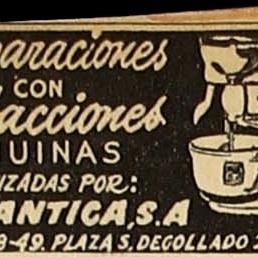 paraciones
CON
acciones
UINAS
IZADAS POR:
ANTICA, S.A
8-49. PLAZA S. DEGOLLADO